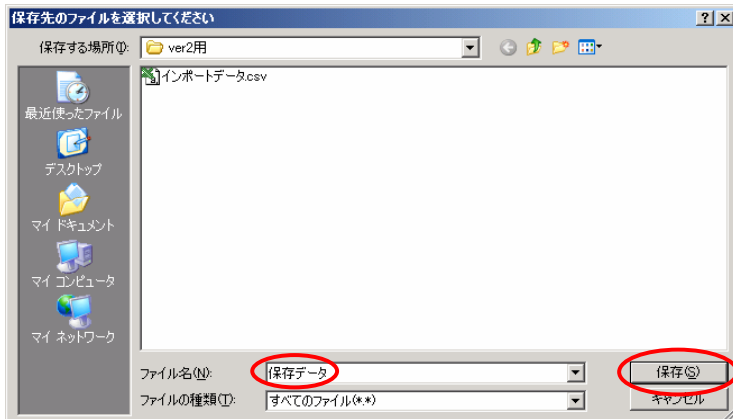 保存先のファイルを選択してください
保存する場所(I):
ver2用
最近使ったファイル
デスクトップ
マイ ドキュメント
マイ コンピュータ
マイ ネットワーク
インポートデータ.csv
ファイル名(N):
保存データ
保存(S)
ファイルの種類(T):
すべてのファイル(*.*)
キャンセル